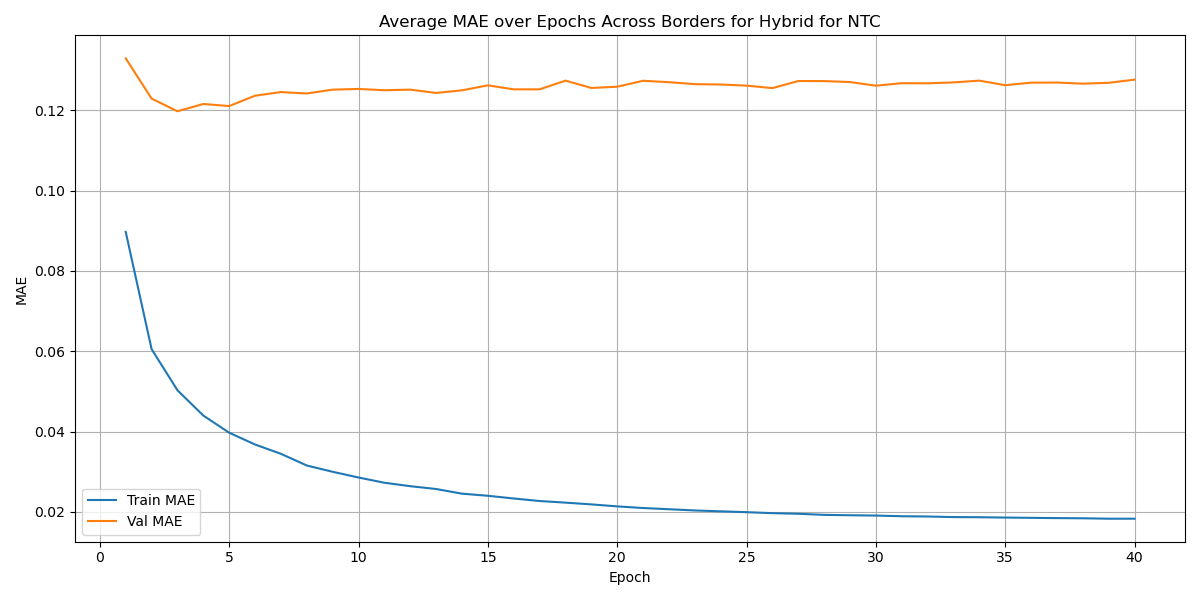 Average MAE over Epochs Across Borders for Hybrid for NTC
MAE
0.12
0.10
0.08
0.06
0.04
0.02
Train MAE
Val MAE
0 5 10 15 20 25 30 35 40
Epoch